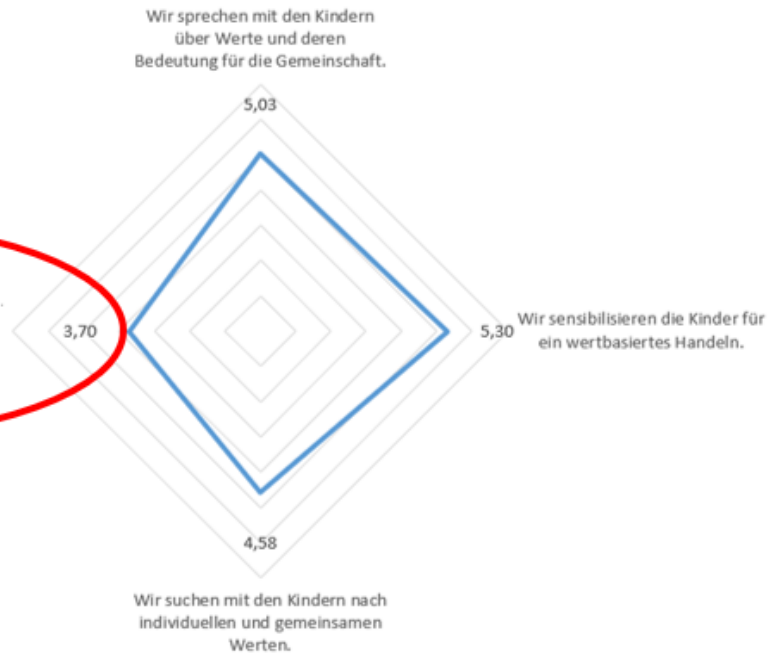 Wir sprechen mit den Kindern
über Werte und deren
Bedeutung für die Gemeinschaft.
5,03
3,70
5,30
Wir sensibilisieren die Kinder für
ein wertbasiertes Handeln.
4,58
Wir suchen mit den Kindern nach
individuellen und gemeinsamen
Werten.